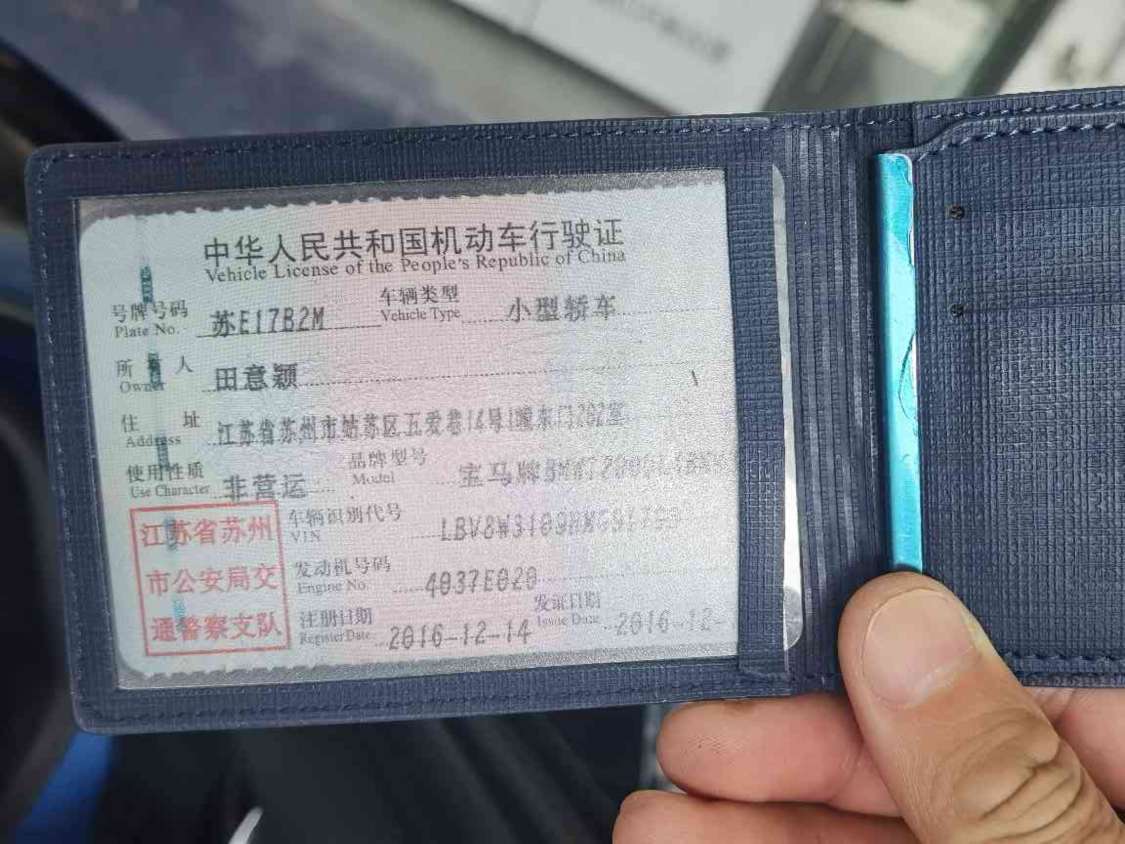 中华人民共和国机动车行驶证
Vehicle License of the People's Republic of China
号牌号码 苏E17B2M 车辆类型 小型轿车
Plate No. Vehicle Type
所有人 田意颖
Owner
住址 江苏省苏州市姑苏区五爱巷14号1幢东门202室
Address
使用性质 非营运 品牌型号 宝马牌
Use Character Model
江苏省苏州
市公安局交
通警察支队
车辆识别代号
VIN
发动机号码 4037E020
Engine No.
注册日期 2016-12-14 发证日期 2016-12-
Register Date Issue Date